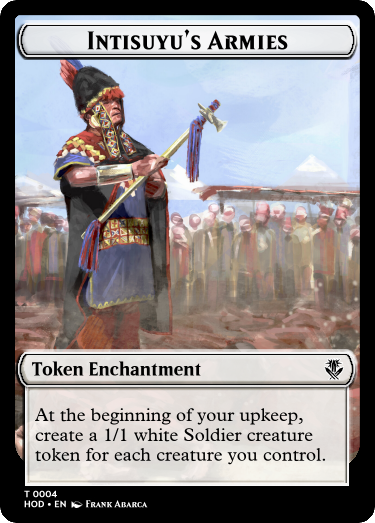 INTISUYU'S ARMIES
Token Enchantment
At the beginning of your upkeep,
create a 1/1 white Soldier creature
token for each creature you control.
T 0004
HOD • EN FRANK ABARCA